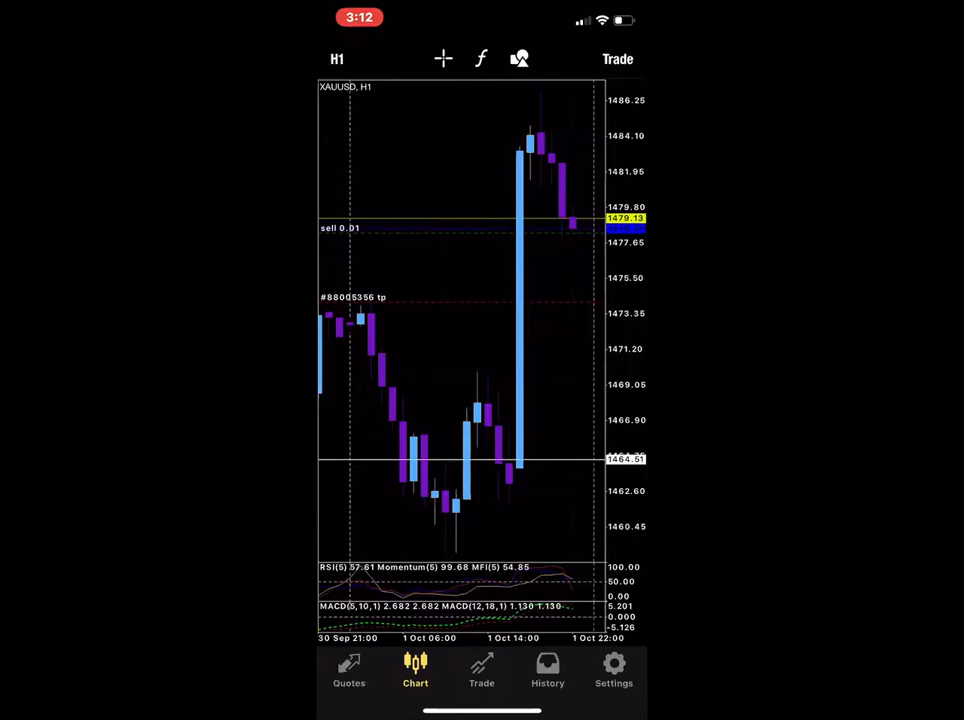 3:12
H1 f Trade
XAUUSD, H1
1486.25
1484.10
1481.95
1479.80
1479.13
sell 0.01
1477.65
1475.50
#88005356 tp
1473.35
1471.20
1469.05
1466.90
1464.51
1462.60
1460.45
RSI(5) 57.61 Momentum(5) 99.68 MFI(5) 54.85 100.00
50.00
0.00
MACD(5,10,1) 2.682 2.682 MACD(12,18,1) 1.130 1.130 5.201
0.000
-5.126
30 Sep 21:00 1 Oct 06:00 1 Oct 14:00 1 Oct 22:00
Quotes Chart Trade History Settings